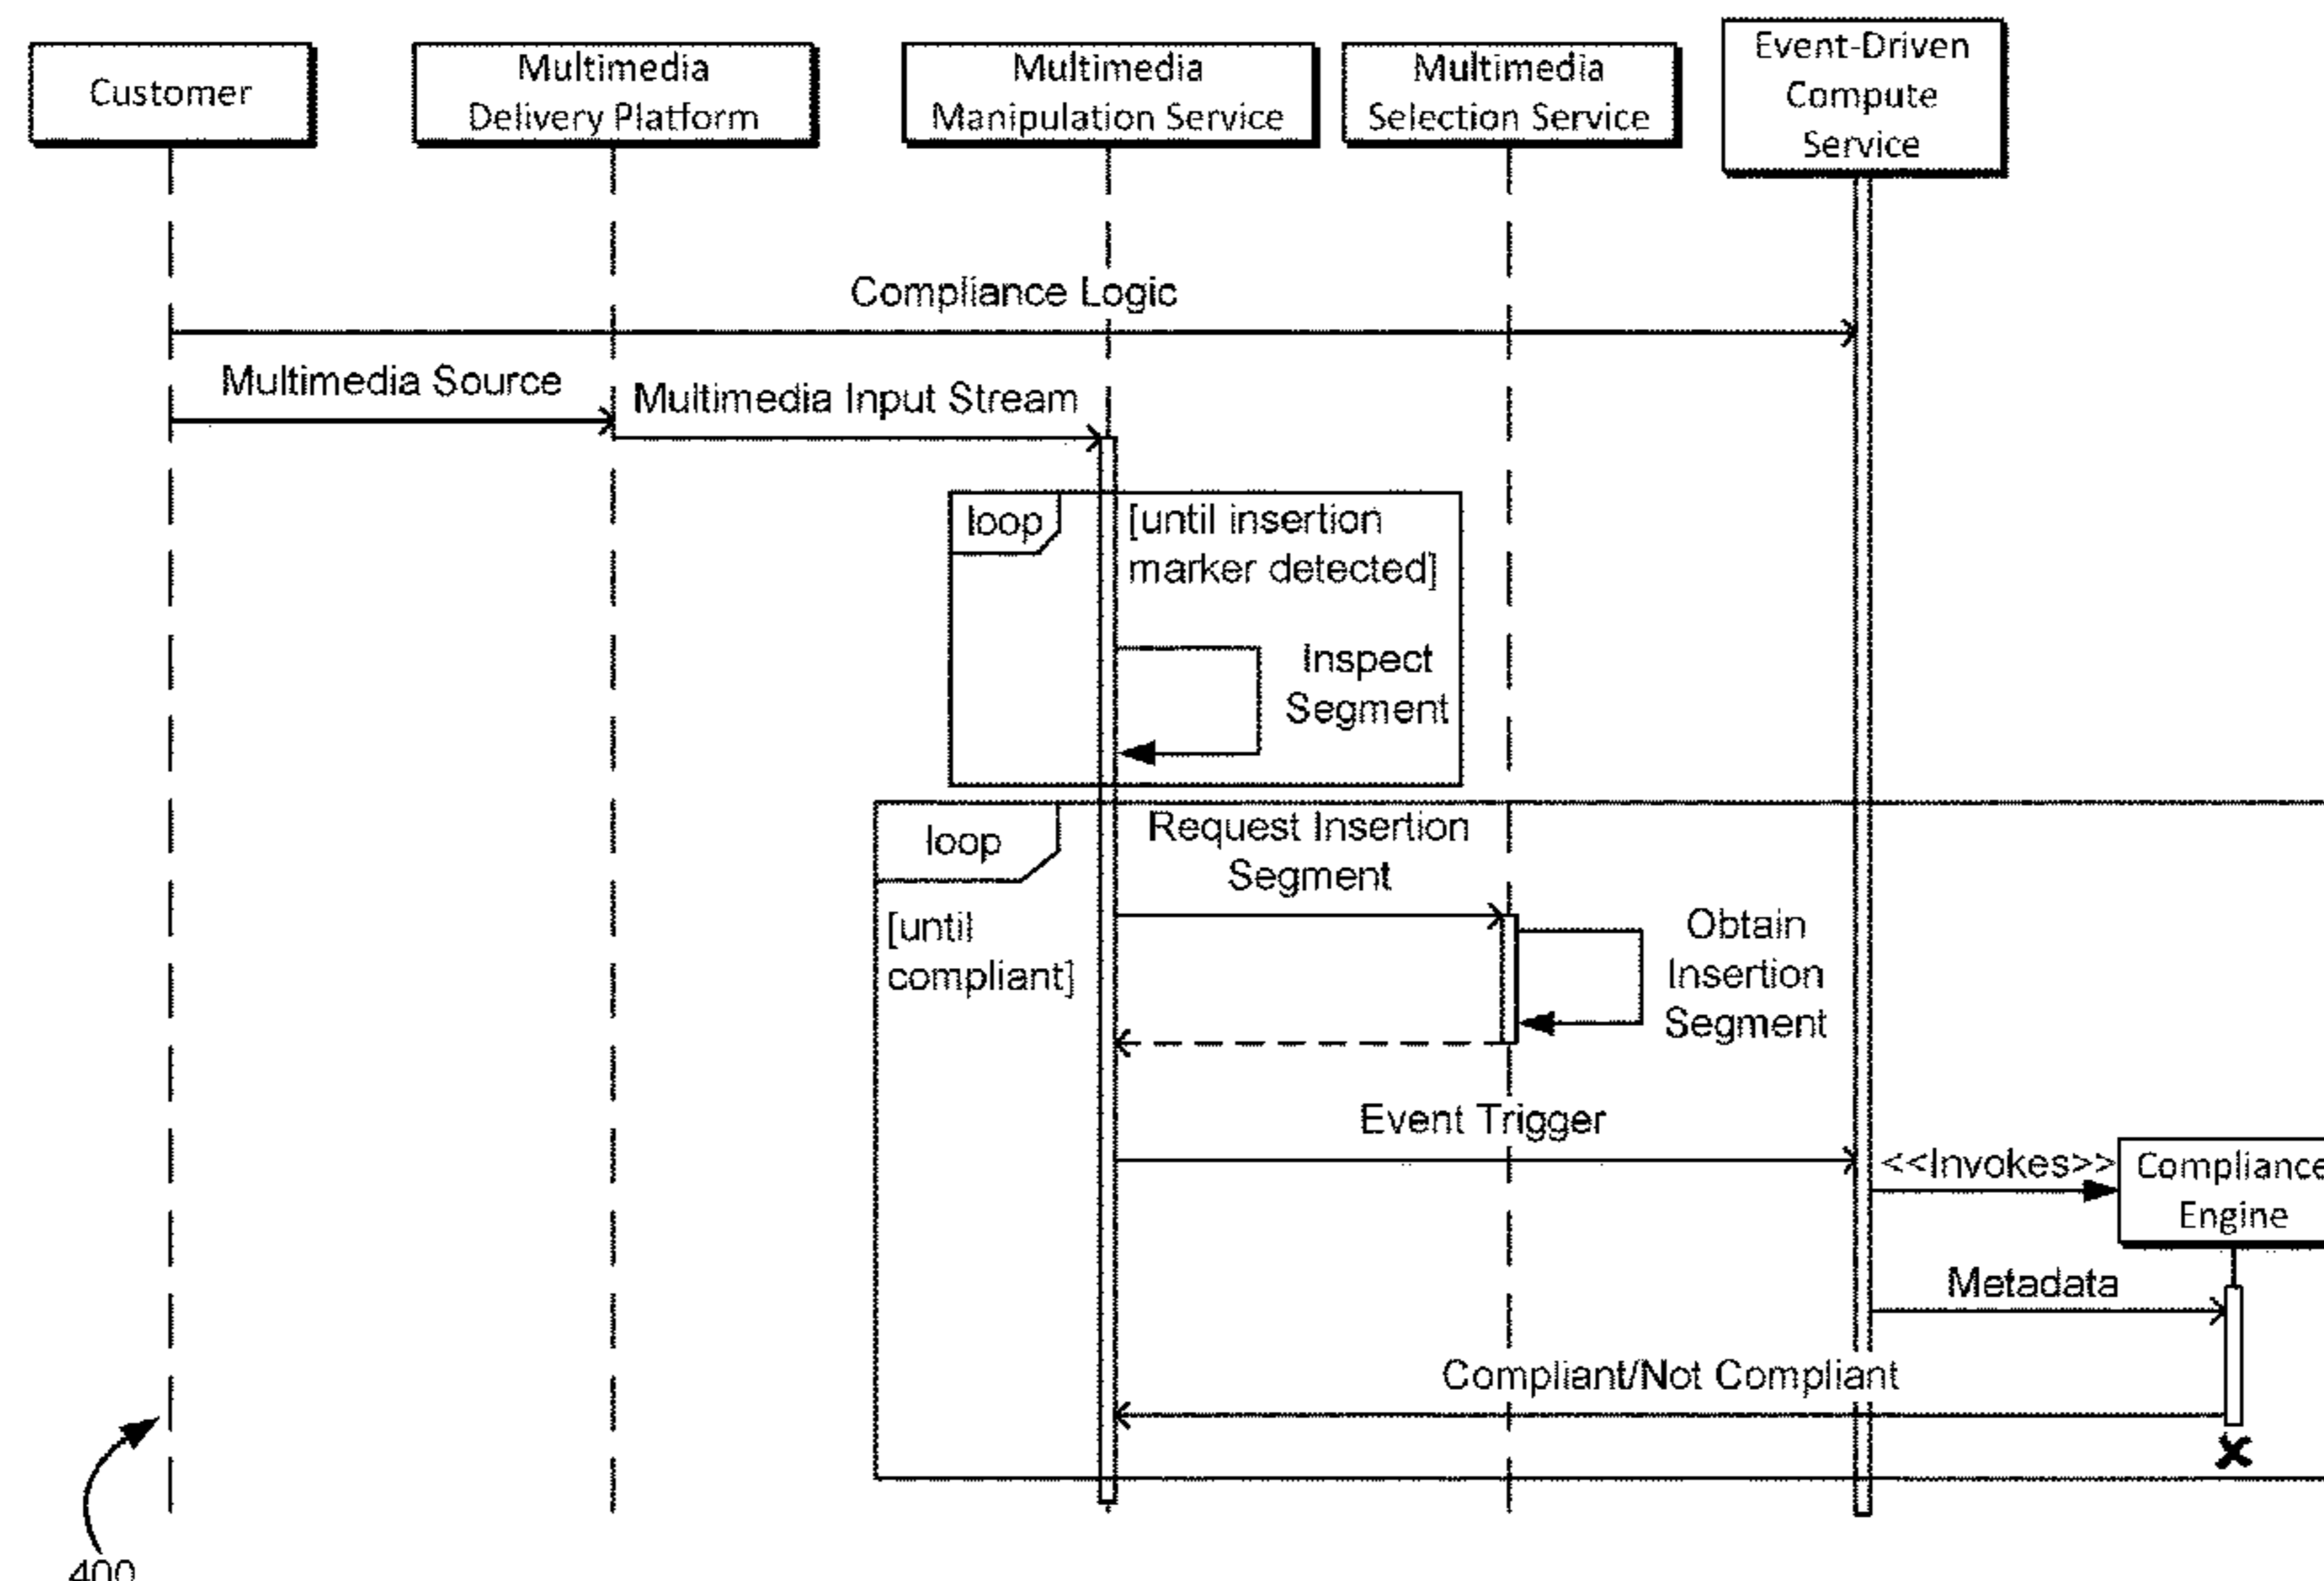 Customer
Multimedia
Delivery Platform
Multimedia
Manipulation Service
Multimedia
Selection Service
Event-Driven
Compute
Service
Compliance Logic
Multimedia Source
Multimedia Input Stream
loop
[until insertion
marker detected]
Inspect
Segment
loop
[until
compliant]
Request Insertion
Segment
Obtain
Insertion
Segment
Event Trigger
<<Invokes>>
Compliance
Engine
Metadata
Compliant/Not Compliant
400